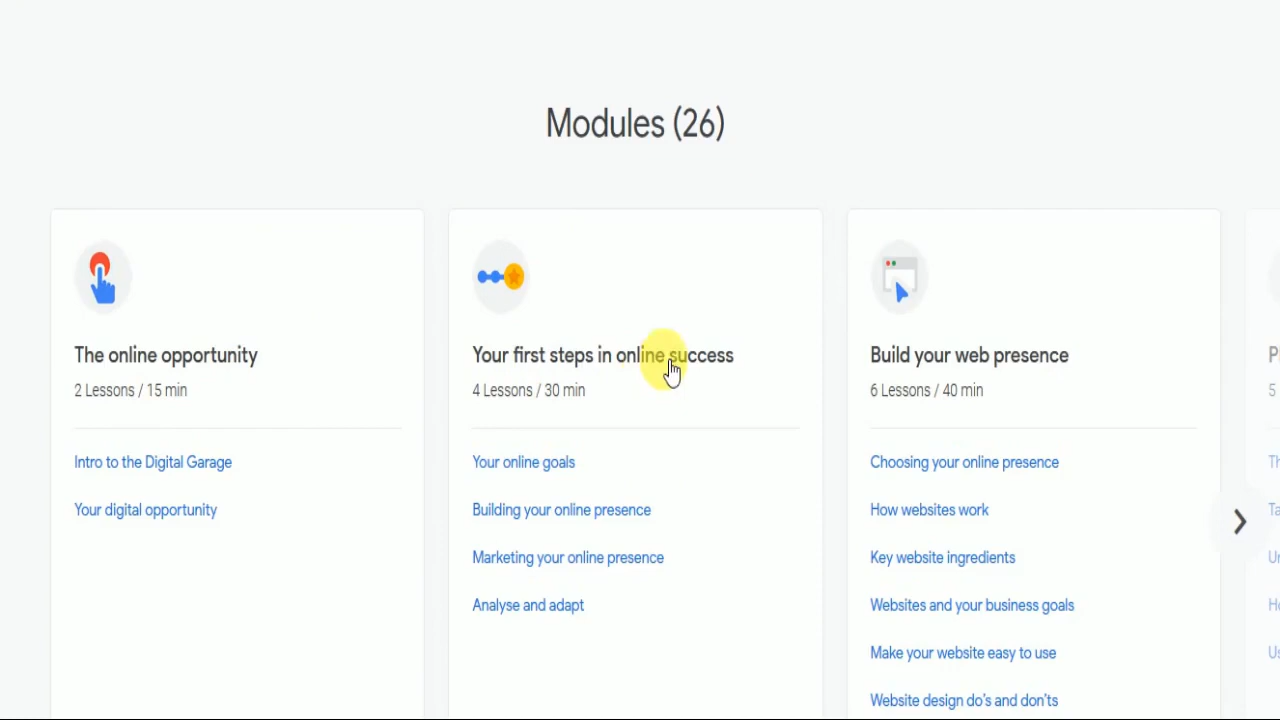 Modules (26)
The online opportunity
2 Lessons / 15 min
Intro to the Digital Garage
Your digital opportunity
Your first steps in online success
4 Lessons / 30 min
Your online goals
Building your online presence
Marketing your online presence
Analyse and adapt
Build your web presence
6 Lessons / 40 min
Choosing your online presence
How websites work
Key website ingredients
Websites and your business goals
Make your website easy to use
Website design do's and don'ts
5